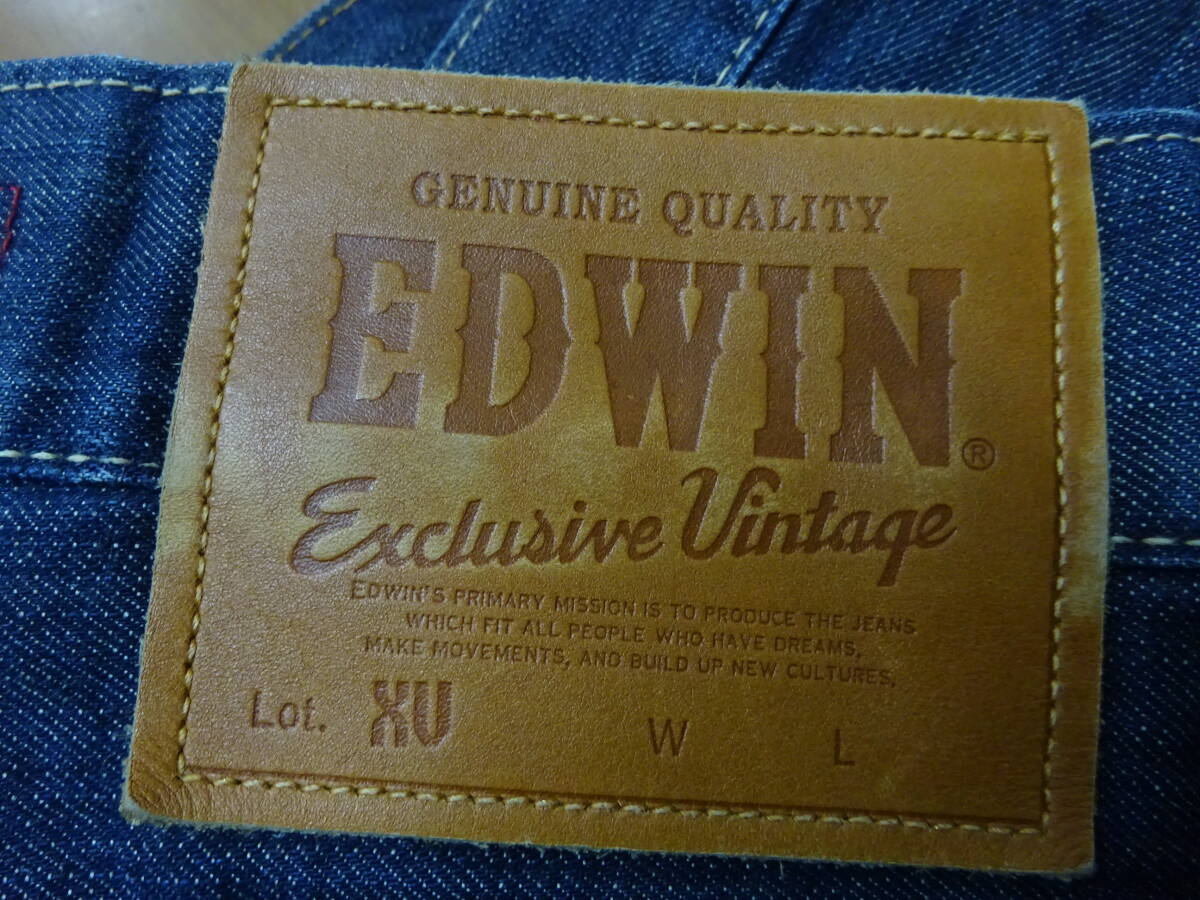 GENUINE QUALITY
EDWIN®
Exclusive Vintage
EDWIN'S PRIMARY MISSION IS TO PRODUCE THE JEANS
WHICH FIT ALL PEOPLE WHO HAVE DREAMS,
MAKE MOVEMENTS, AND BUILD UP NEW CULTURES.
Lot. XV W L